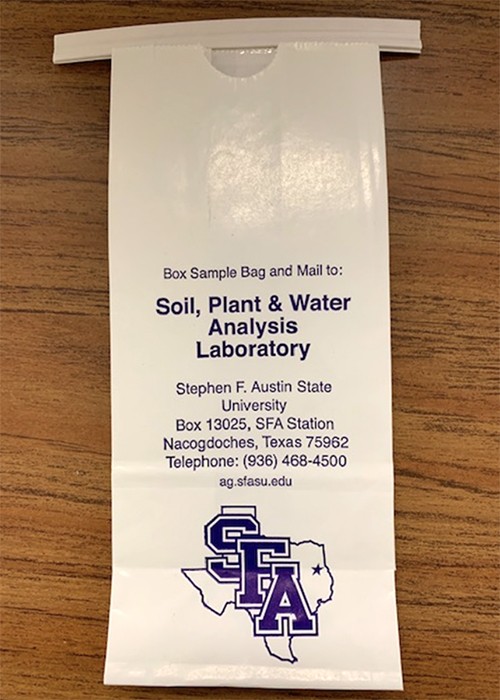 Box Sample Bag and Mail to:
Soil, Plant & Water
Analysis
Laboratory
Stephen F. Austin State
University
Box 13025, SFA Station
Nacogdoches, Texas 75962
Telephone: (936) 468-4500
ag.sfasu.edu
SFA